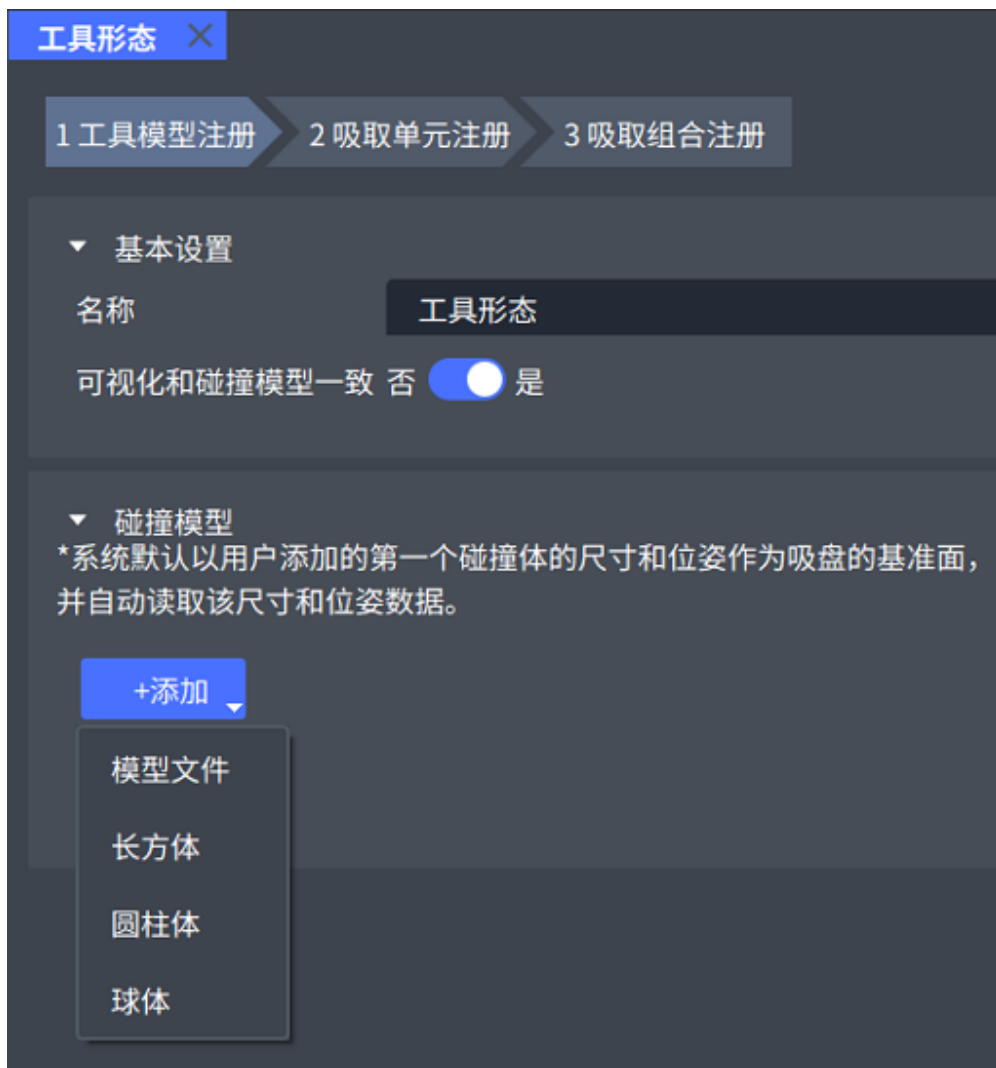 工具形态
1 工具模型注册 2 吸取单元注册 3 吸取组合注册
基本设置
名称 工具形态
可视化和碰撞模型一致 否 是
碰撞模型
*系统默认以用户添加的第一个碰撞体的尺寸和位姿作为吸盘的基准面，
并自动读取该尺寸和位姿数据。
+添加
模型文件
长方体
圆柱体
球体